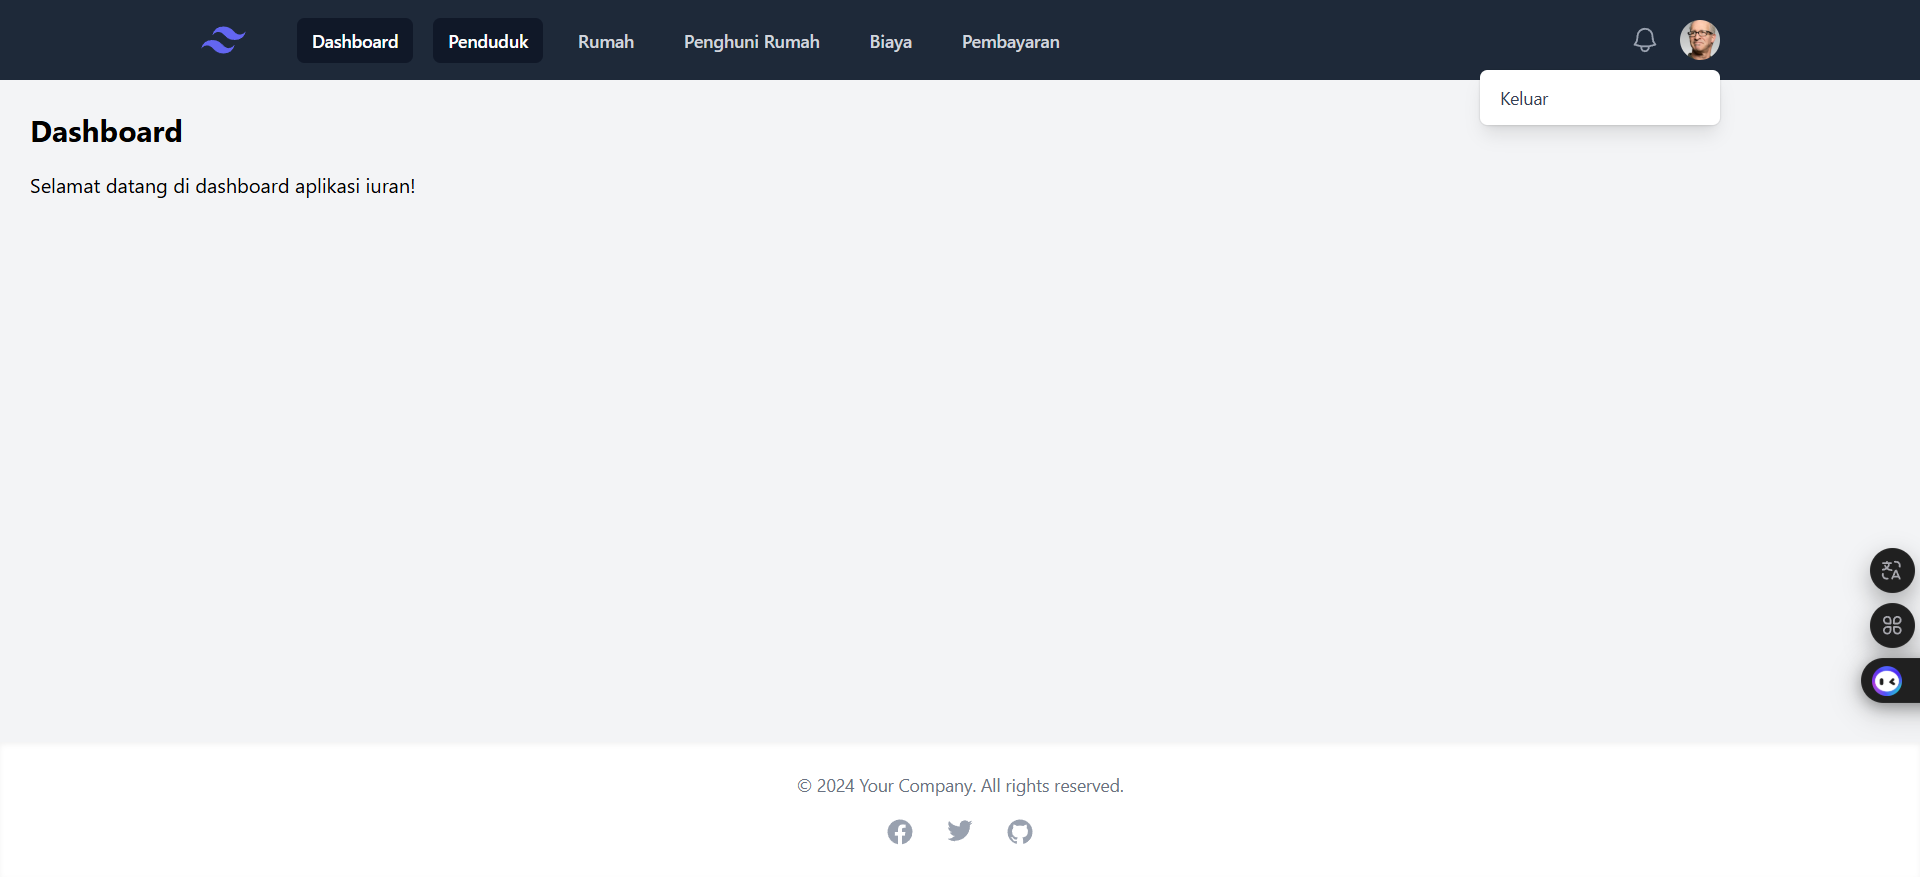 Dashboard Penduduk Rumah Penghuni Rumah Biaya Pembayaran
Keluar
Dashboard
Selamat datang di dashboard aplikasi iuran!
© 2024 Your Company. All rights reserved.